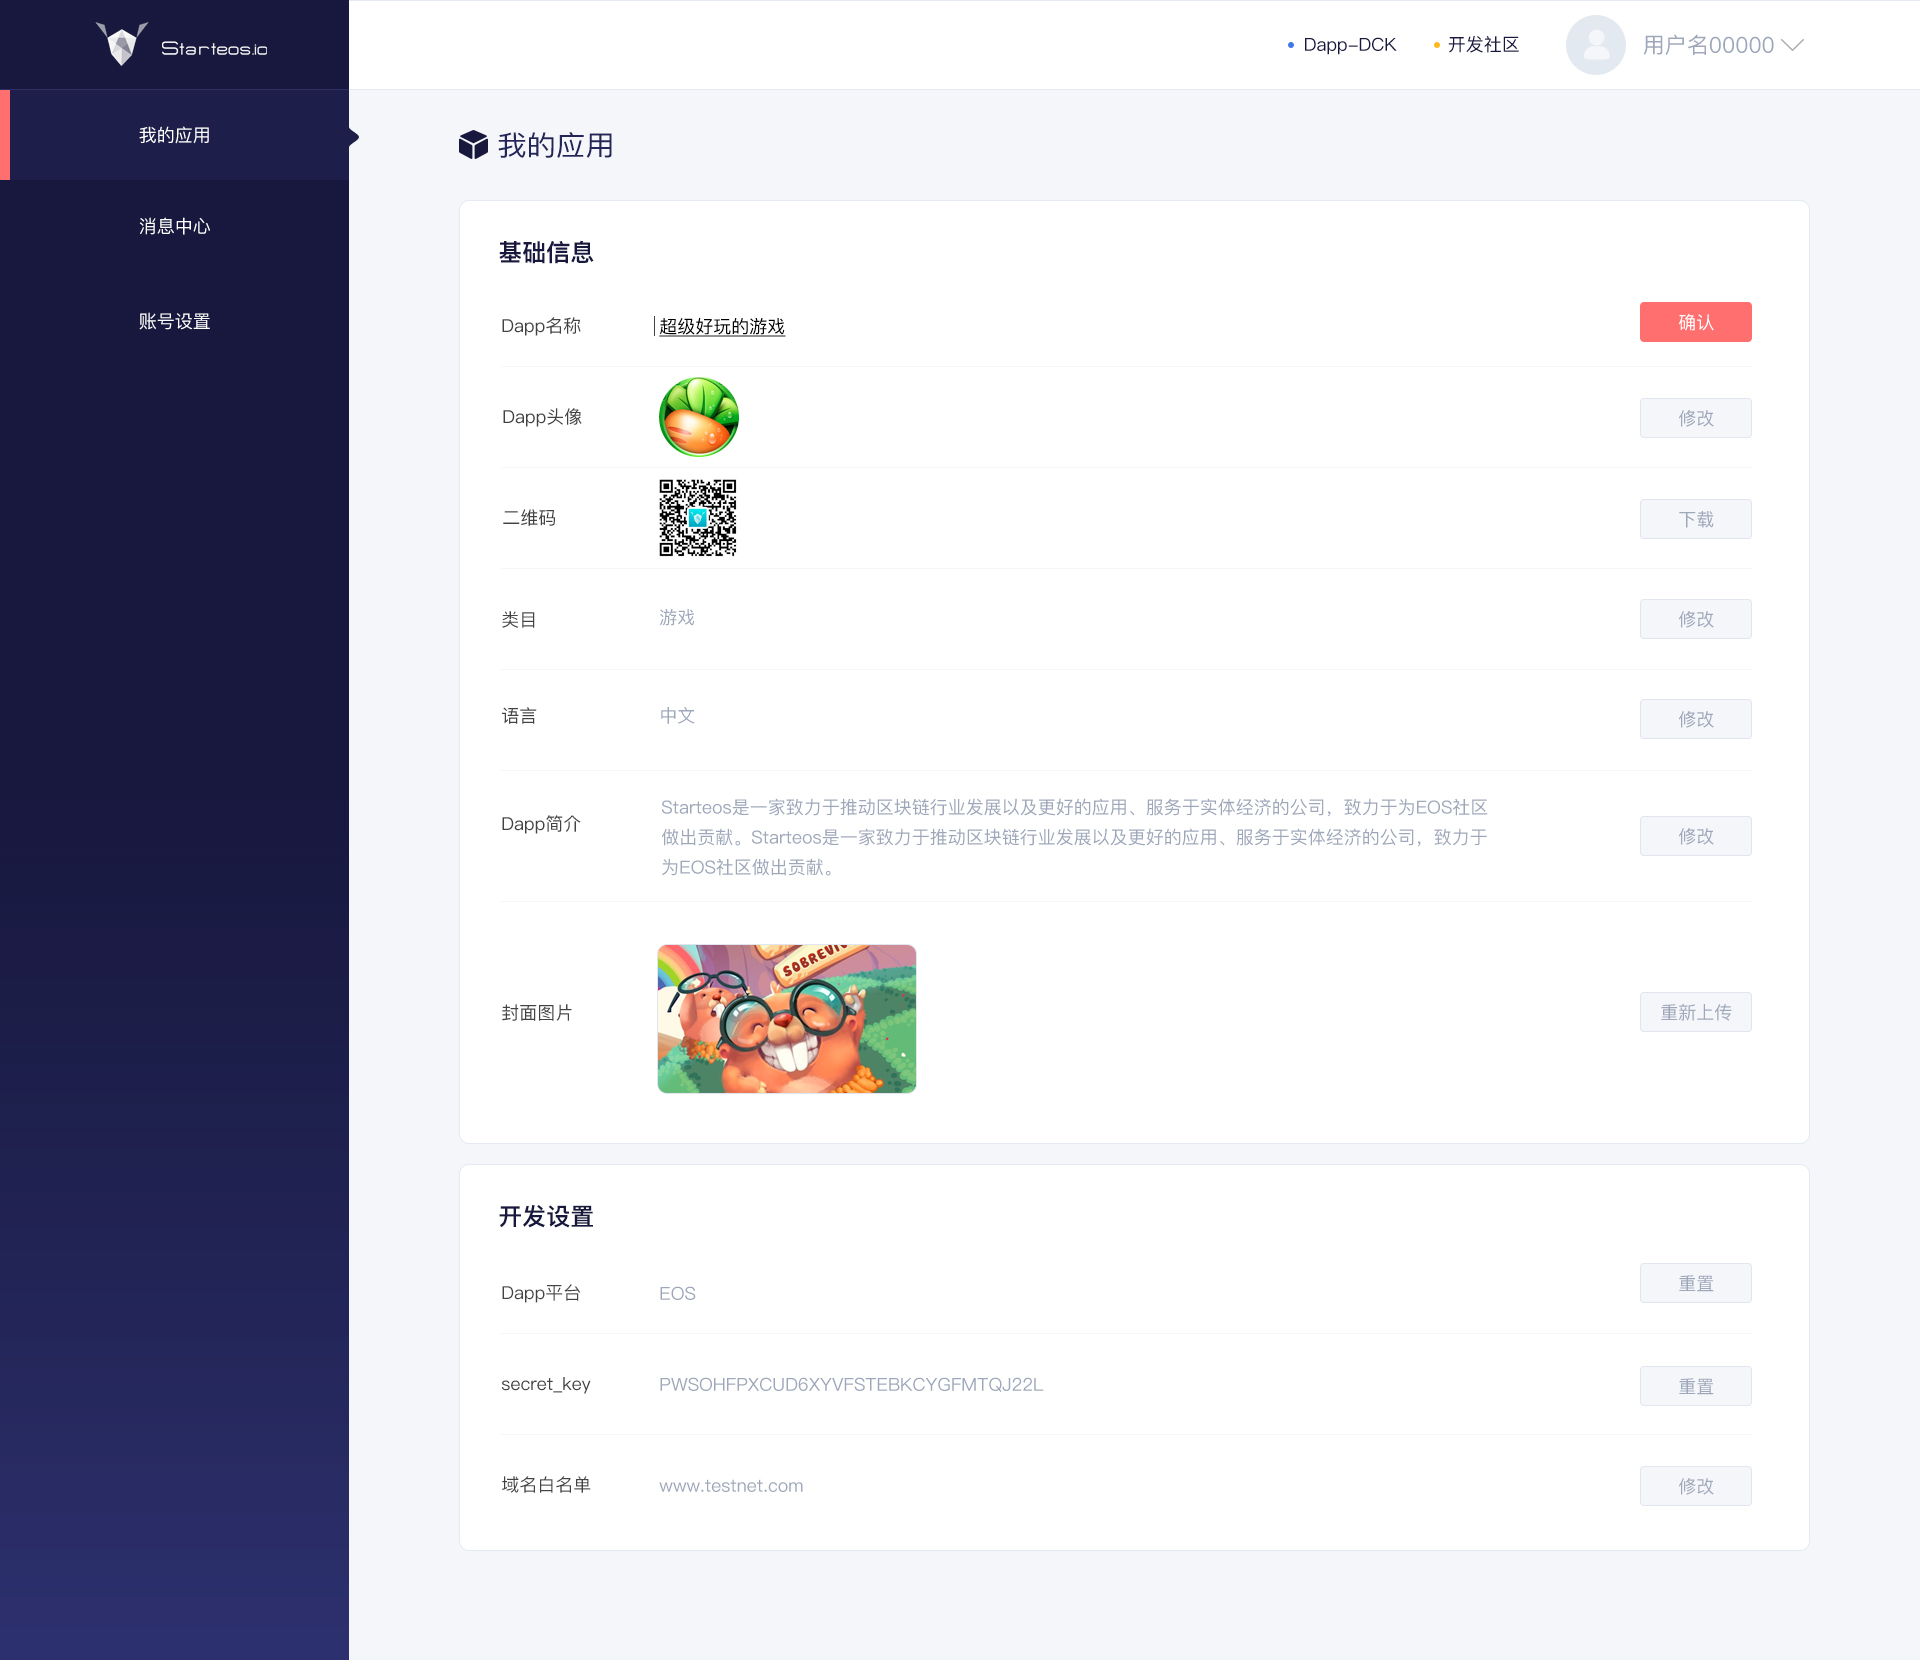 Starteos.io
Dapp-DCK
开发社区
用户名00000
我的应用
消息中心
账号设置
我的应用
基础信息
Dapp名称
超级好玩的游戏
确认
Dapp头像
修改
二维码
下载
类目
游戏
修改
语言
中文
修改
Dapp简介
Starteos是一家致力于推动区块链行业发展以及更好的应用、服务于实体经济的公司，致力于为EOS社区
做出贡献。Starteos是一家致力于推动区块链行业发展以及更好的应用、服务于实体经济的公司，致力于
为EOS社区做出贡献。
修改
封面图片
重新上传
开发设置
Dapp平台
EOS
重置
secret_key
PWSOHFPXCUD6XYVFSTEBKCYGFMTQJ22L
重置
域名白名单
www.testnet.com
修改